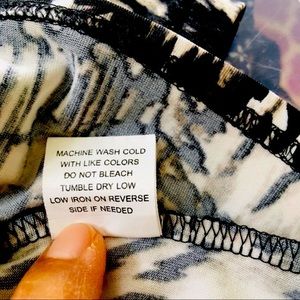 MACHINE WASH COLD
WITH LIKE COLORS
DO NOT BLEACH
TUMBLE DRY LOW
LOW IRON ON REVERSE
SIDE IF NEEDED